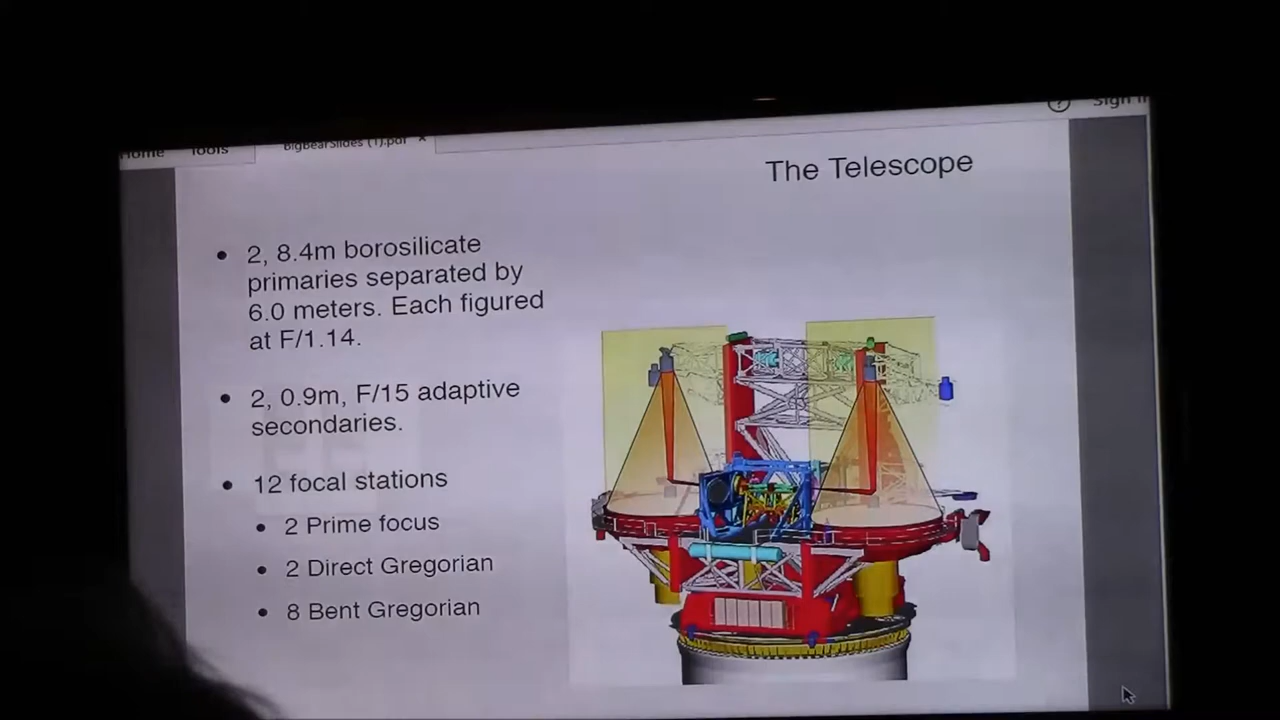 Home Tools BigBearSlides (1).pdf ×
? Sign In
The Telescope
• 2, 8.4m borosilicate
primaries separated by
6.0 meters. Each figured
at F/1.14.
• 2, 0.9m, F/15 adaptive
secondaries.
• 12 focal stations
• 2 Prime focus
• 2 Direct Gregorian
• 8 Bent Gregorian